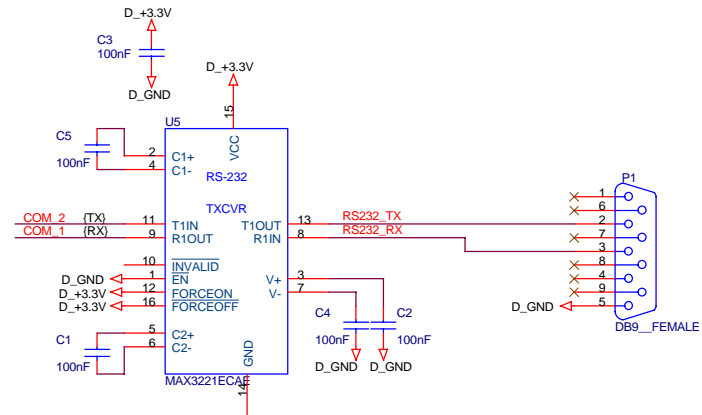 D_+3.3V
C3
100nF
D_GND
D_+3.3V
15
U5
VCC
C5
100nF
2
C1+
4
C1-
RS-232
TXCVR
P1
1
6
COM_2 {TX}
11
T1IN
T1OUT
13
RS232_TX
2
7
COM_1 {RX}
9
R1OUT
R1IN
8
RS232_RX
3
8
10
INVALID
D_GND
1
EN
V+
3
4
D_+3.3V
12
FORCEON
V-
7
9
D_+3.3V
16
FORCEOFF
D_GND
5
C4
C2
DB9__FEMALE
C1
100nF
5
C2+
6
C2-
100nF
100nF
GND
D_GND
D_GND
MAX3221ECAE
14